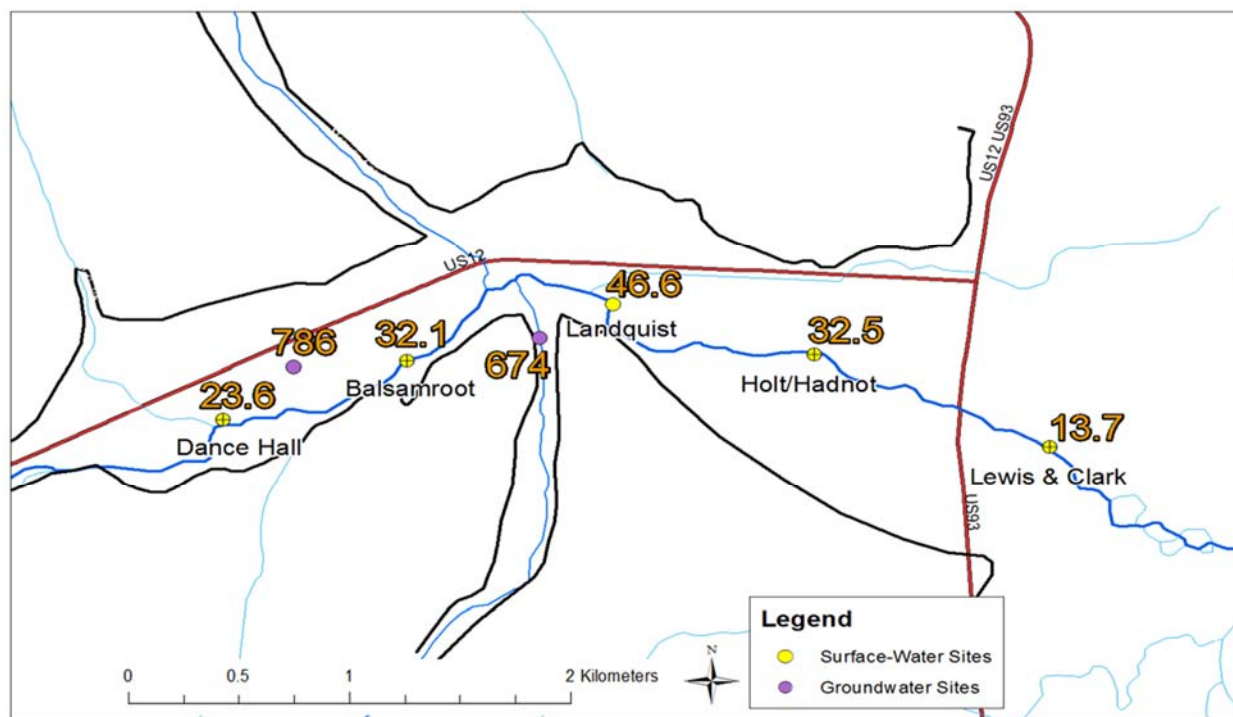 US12 US93
US12
46.6
Landquist
786
32.1
674
32.5
Balsamroot
Holt/Hadnot
23.6
Dance Hall
13.7
Lewis & Clark
US93
Legend
Surface-Water Sites
Groundwater Sites
0 0.5 1 2 Kilometers
N